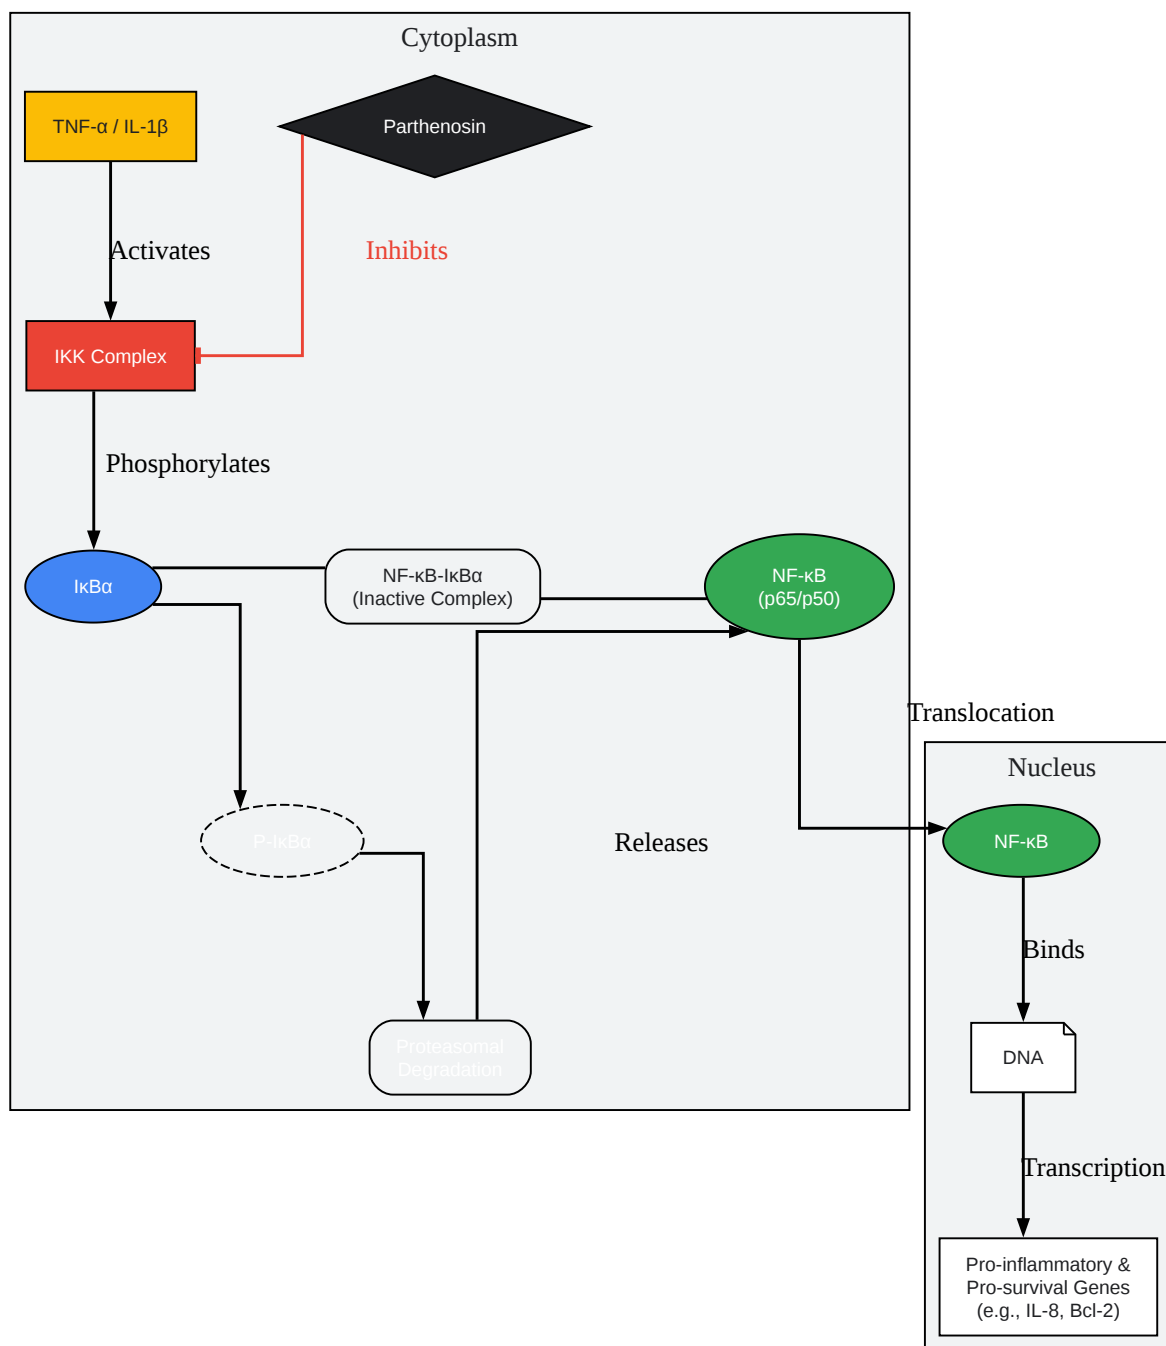 Cytoplasm
TNF-α / IL-1β
Parthenosin
Activates
Inhibits
IKK Complex
Phosphorylates
IκBα
NF-κB-IκBα
(Inactive Complex)
NF-κB
(p65/p50)
Translocation
Nucleus
P-IκBα
Releases
NF-κB
Binds
Proteasomal
Degradation
DNA
Transcription
Pro-inflammatory &
Pro-survival Genes
(e.g., IL-8, Bcl-2)